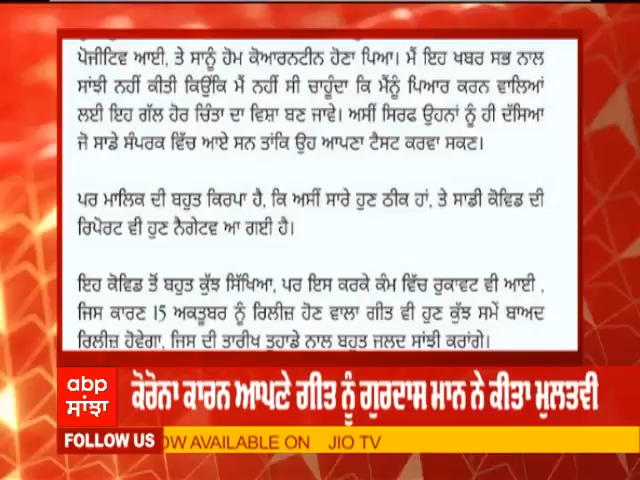 ਪੋਜੀਟਿਵ ਆਈ, ਤੇ ਸਾਨੂੰ ਹੋਮ ਕੋਆਰਨਟੀਨ ਹੋਣਾ ਪਿਆ। ਮੈਂ ਇਹ ਖਬਰ ਸਭ ਨਾਲ
ਸਾਂਝੀ ਨਹੀਂ ਕੀਤੀ ਕਿਉਂਕਿ ਮੈਂ ਨਹੀਂ ਸੀ ਚਾਹੁੰਦਾ ਕਿ ਮੈਂਨੂੰ ਪਿਆਰ ਕਰਨ ਵਾਲਿਆਂ
ਲਈ ਇਹ ਗੱਲ ਹੋਰ ਚਿੰਤਾ ਦਾ ਵਿਸ਼ਾ ਬਣ ਜਾਵੇ। ਅਸੀਂ ਸਿਰਫ ਉਹਨਾਂ ਨੂੰ ਹੀ ਦੱਸਿਆ
ਜੋ ਸਾਡੇ ਸੰਪਰਕ ਵਿੱਚ ਆਏ ਸਨ ਤਾਂਕਿ ਉਹ ਆਪਣਾ ਟੈਸਟ ਕਰਵਾ ਸਕਣ।
ਪਰ ਮਾਲਿਕ ਦੀ ਬਹੁਤ ਕਿਰਪਾ ਹੈ, ਕਿ ਅਸੀਂ ਸਾਰੇ ਹੁਣ ਠੀਕ ਹਾਂ, ਤੇ ਸਾਡੀ ਕੋਵਿਡ ਦੀ
ਰਿਪੋਰਟ ਵੀ ਹੁਣ ਨੈਗੇਟਵ ਆ ਗਈ ਹੈ।
ਇਹ ਕੋਵਿਡ ਤੋਂ ਬਹੁਤ ਕੁੱਝ ਸਿੱਖਿਆ, ਪਰ ਇਸ ਕਰਕੇ ਕੰਮ ਵਿੱਚ ਰੁਕਾਵਟ ਵੀ ਆਈ ,
ਜਿਸ ਕਾਰਣ 15 ਅਕਤੂਬਰ ਨੂੰ ਰਿਲੀਜ਼ ਹੋਣ ਵਾਲਾ ਗੀਤ ਵੀ ਹੁਣ ਕੁੱਝ ਸਮੇਂ ਬਾਅਦ
ਰਿਲੀਜ਼ ਹੋਵੇਗਾ, ਜਿਸ ਦੀ ਤਾਰੀਖ ਤੁਹਾਡੇ ਨਾਲ ਬਹੁਤ ਜਲਦ ਸਾਂਝੀ ਕਰਾਂਗੇ।
abp ਸਾਂਝਾ
ਕੋਰੋਨਾ ਕਾਰਨ ਆਪਣੇ ਗੀਤ ਨੂੰ ਗੁਰਦਾਸ ਮਾਨ ਨੇ ਕੀਤਾ ਮੁਲਤਵੀ
FOLLOW US OW AVAILABLE ON JIO TV